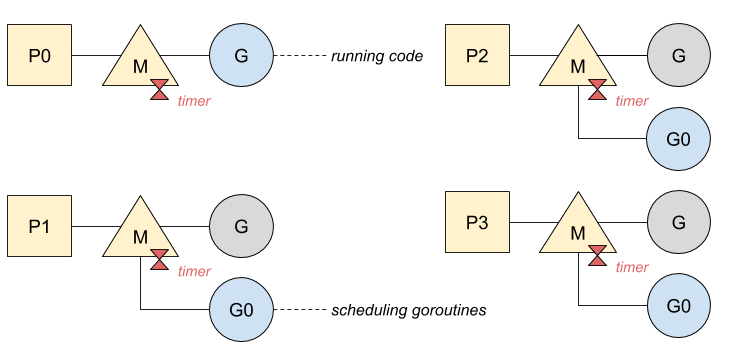 P0
M
G
running code
timer
P2
M
G
timer
G0
P1
M
G
timer
G0
scheduling goroutines
P3
M
G
timer
G0